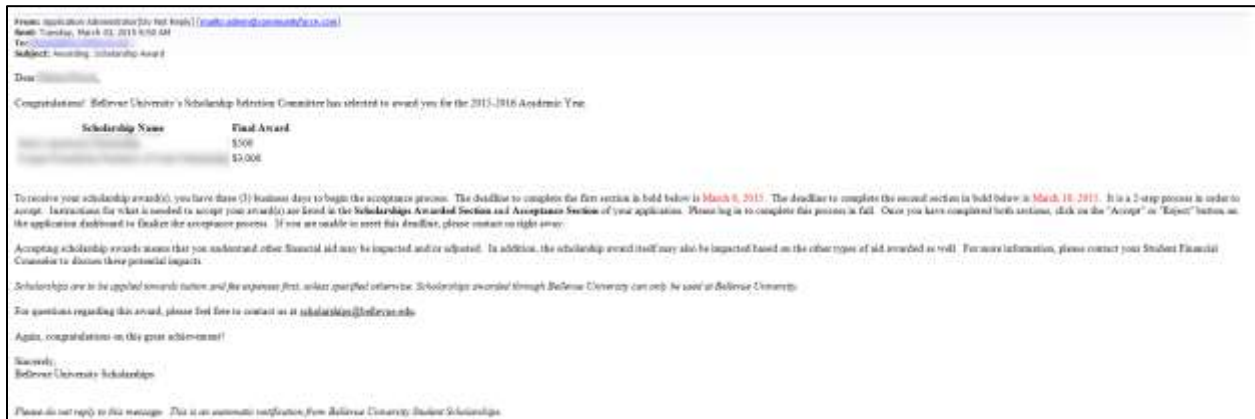 From: Application Administrator[Do Not Reply] [mailto:admin@communityforce.com]
Sent: Tuesday, March 03, 2015 9:50 AM
To:
Subject: Awarding: Scholarship Award
Dear
Congratulations! Bellevue University's Scholarship Selection Committee has selected to award you for the 2015-2016 Academic Year.
Scholarship Name Final Award
$500
$3,000
To receive your scholarship award(s), you have three (3) business days to begin the acceptance process. The deadline to complete the first section in bold below is March 6, 2015. The deadline to complete the second section in bold below is March 10, 2015. It is a 2-step process in order to
accept. Instructions for what is needed to accept your award(s) are listed in the Scholarships Awarded Section and Acceptance Section of your application. Please log in to complete this process in full. Once you have completed both sections, click on the "Accept" or "Reject" button on
the application dashboard to finalize the acceptance process. If you are unable to meet this deadline, please contact us right away.
Accepting scholarship awards means that you understand other financial aid may be impacted and/or adjusted. In addition, the scholarship award itself may also be impacted based on the other types of aid awarded as well. For more information, please contact your Student Financial
Counselor to discuss these potential impacts.
Scholarships are to be applied towards tuition and fee expenses first, unless specified otherwise. Scholarships awarded through Bellevue University can only be used at Bellevue University.
For questions regarding this award, please feel free to contact us at scholarships@bellevue.edu.
Again, congratulations on this great achievement!
Sincerely,
Bellevue University Scholarships
Please do not reply to this message. This is an automatic notification from Bellevue University Student Scholarships.